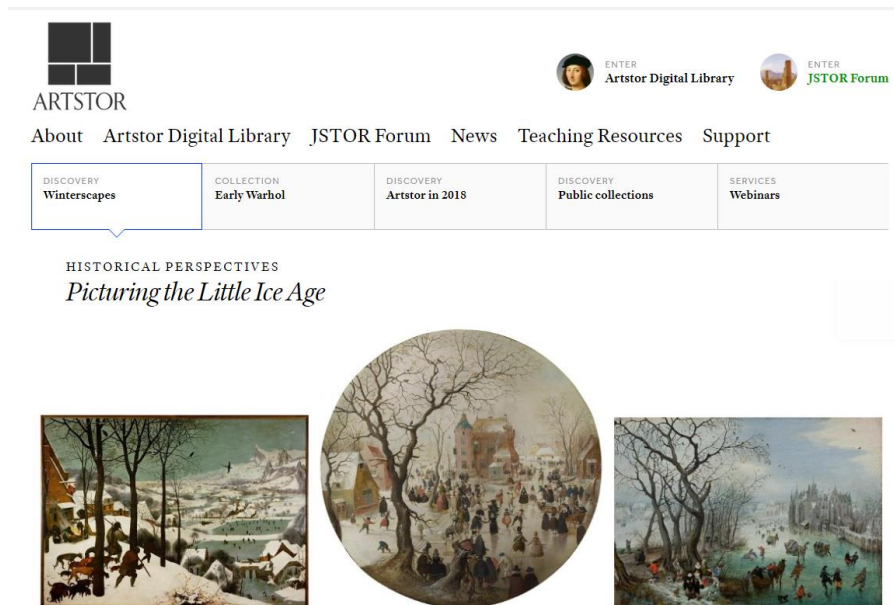 ARTSTOR
ENTER
Artstor Digital Library
ENTER
JSTOR Forum
About Artstor Digital Library JSTOR Forum News Teaching Resources Support
DISCOVERY
Winterscapes
COLLECTION
Early Warhol
DISCOVERY
Artstor in 2018
DISCOVERY
Public collections
SERVICES
Webinars
HISTORICAL PERSPECTIVES
Picturing the Little Ice Age